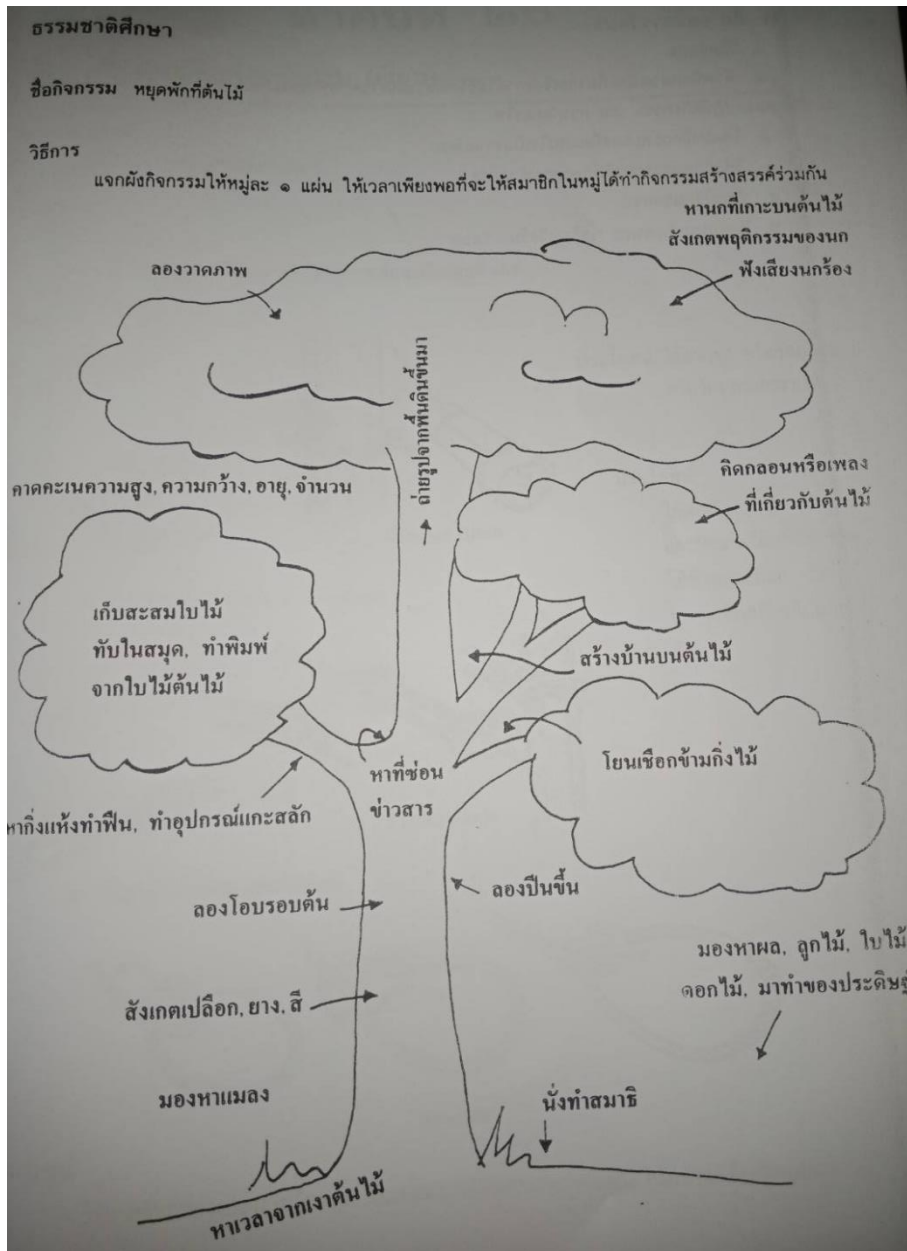 ธรรมชาติศึกษา
ชื่อกิจกรรม หยุดพักที่ต้นไม้
วิธีการ
แจกผังกิจกรรมให้หมู่ละ ๑ แผ่น ให้เวลาเพียงพอที่จะให้สมาชิกในหมู่ได้ทำกิจกรรมสร้างสรรค์ร่วมกัน
หานกที่เกาะบนต้นไม้
สังเกตพฤติกรรมของนก
ฟังเสียงนกร้อง
ลองวาดภาพ
ถ่ายรูปจากพื้นดินขึ้นมา
คาดคะเนความสูง, ความกว้าง, อายุ, จำนวน
คิดกลอนหรือเพลง
ที่เกี่ยวกับต้นไม้
เก็บสะสมใบไม้
ทับในสมุด, ทำพิมพ์
จากใบไม้ต้นไม้
สร้างบ้านบนต้นไม้
หาที่ซ่อน
ข่าวสาร
โยนเชือกข้ามกิ่งไม้
หากิ่งแห้งทำฟืน, ทำอุปกรณ์แกะสลัก
ลองโอบรอบต้น
ลองปีนขึ้น
มองหาผล, ลูกไม้, ใบไม้
ดอกไม้, มาทำของประดิษฐ์
สังเกตเปลือก, ยาง, สี
มองหาแมลง
นั่งทำสมาธิ
หาเวลาจากเงาต้นไม้